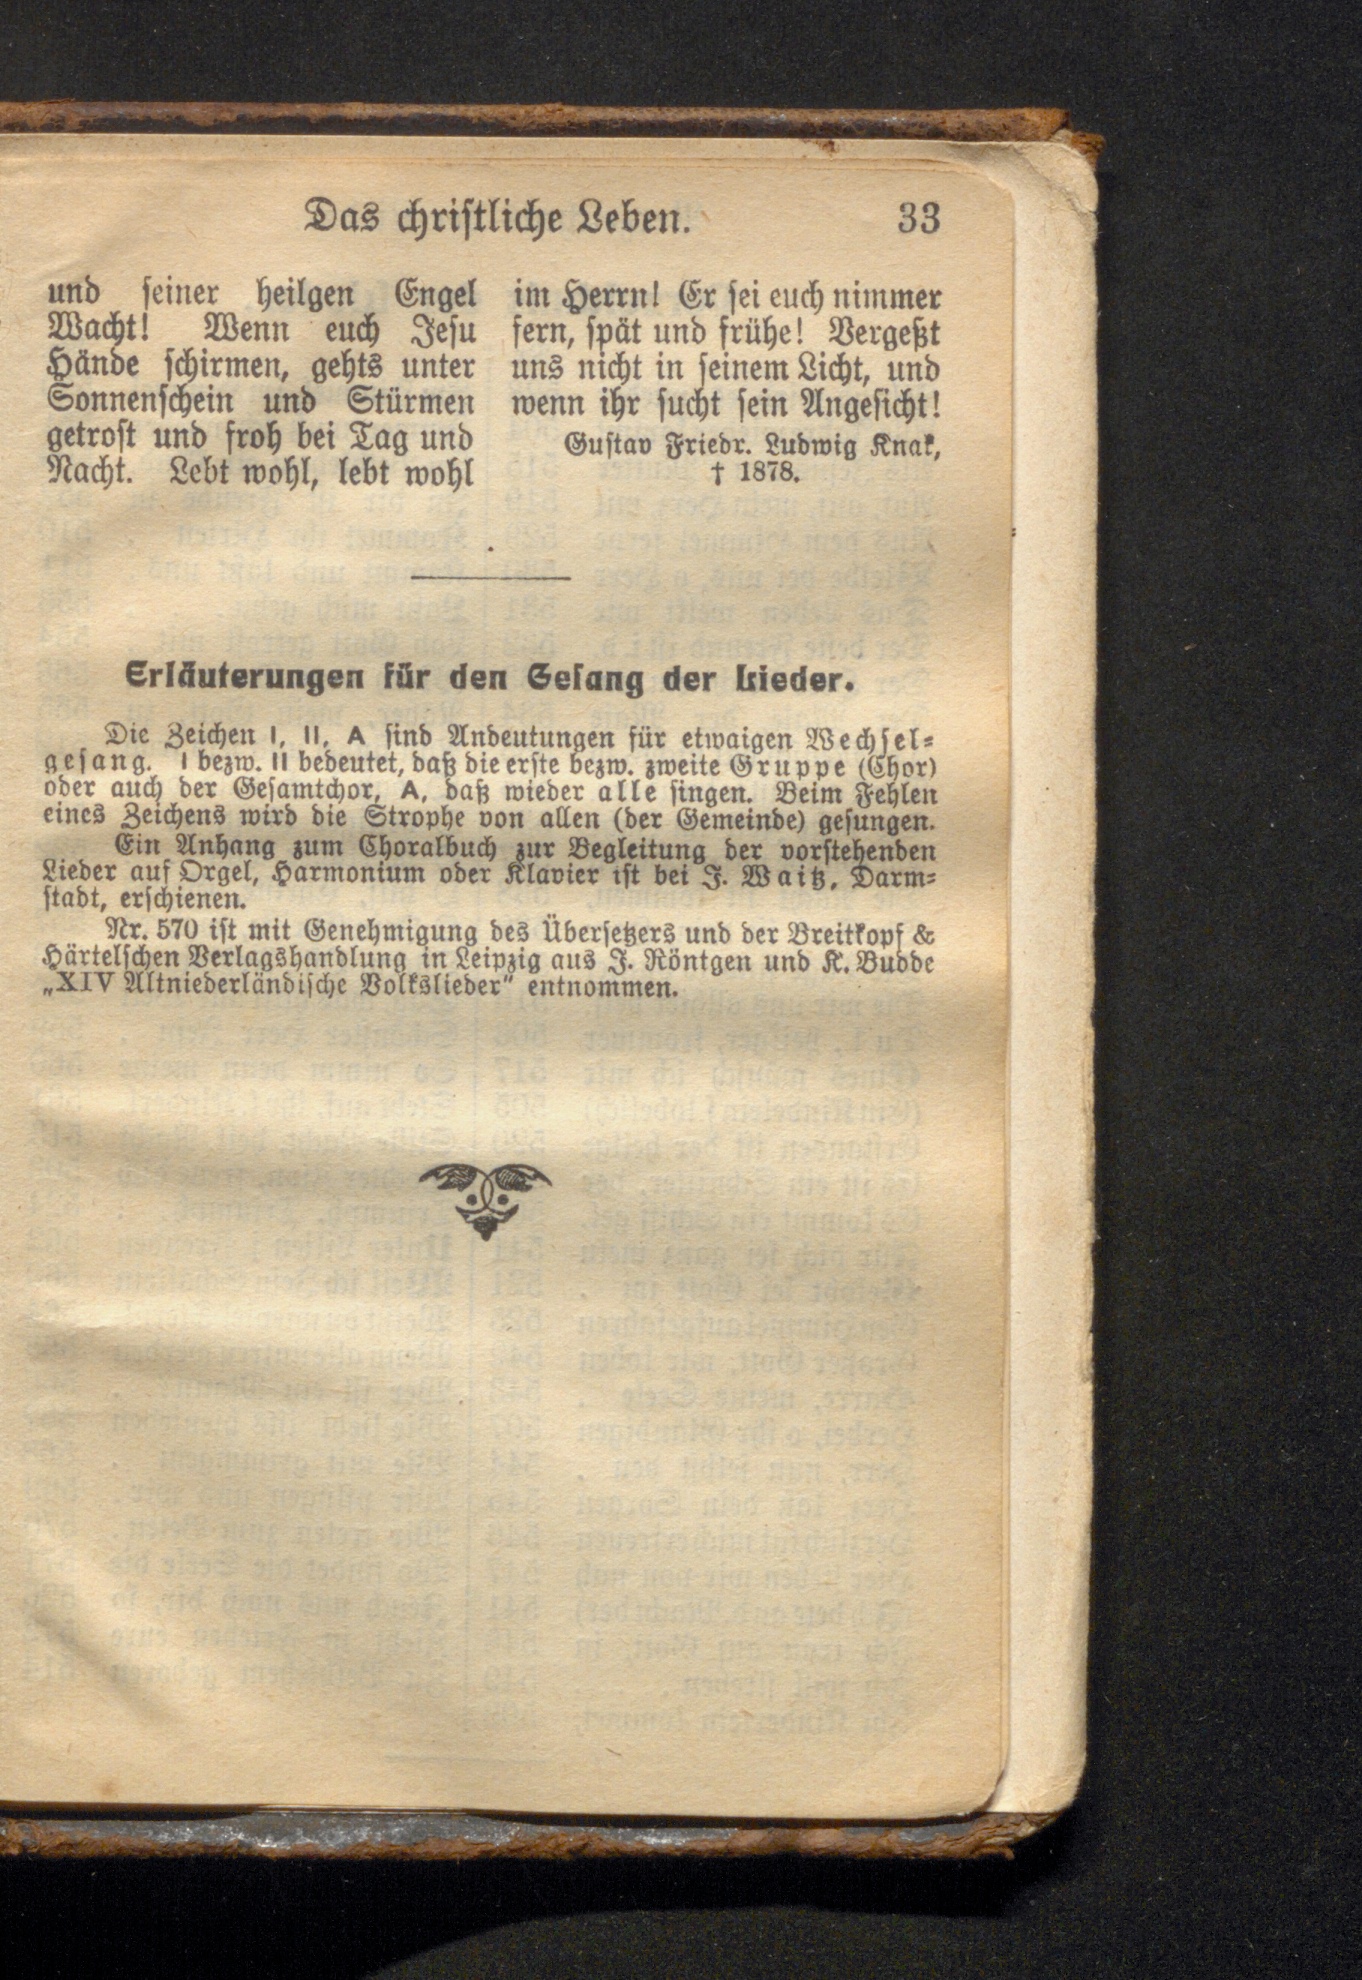 Das christliche Leben. 33
und seiner heilgen Engel
Wacht! Wenn euch Jesu
Hände schirmen, gehts unter
Sonnenschein und Stürmen
getrost und froh bei Tag und
Nacht. Lebt wohl, lebt wohl
im Herrn! Er sei euch nimmer
fern, spät und frühe! Vergeßt
uns nicht in seinem Licht, und
wenn ihr sucht sein Angesicht!
Gustav Friedr. Ludwig Knak,
† 1878.
Erläuterungen für den Gesang der Lieder.
Die Zeichen I, II, A sind Andeutungen für etwaigen Wechsel-
gesang. I bezw. II bedeutet, daß die erste bezw. zweite Gruppe (Chor)
oder auch der Gesamtchor, A, daß wieder alle singen. Beim Fehlen
eines Zeichens wird die Strophe von allen (der Gemeinde) gesungen.
Ein Anhang zum Choralbuch zur Begleitung der vorstehenden
Lieder auf Orgel, Harmonium oder Klavier ist bei J. Waitz, Darm-
stadt, erschienen.
Nr. 570 ist mit Genehmigung des Übersetzers und der Breitkopf &
Härtelschen Verlagshandlung in Leipzig aus J. Röntgen und K. Budde
„XIV Altniederländische Volkslieder" entnommen.